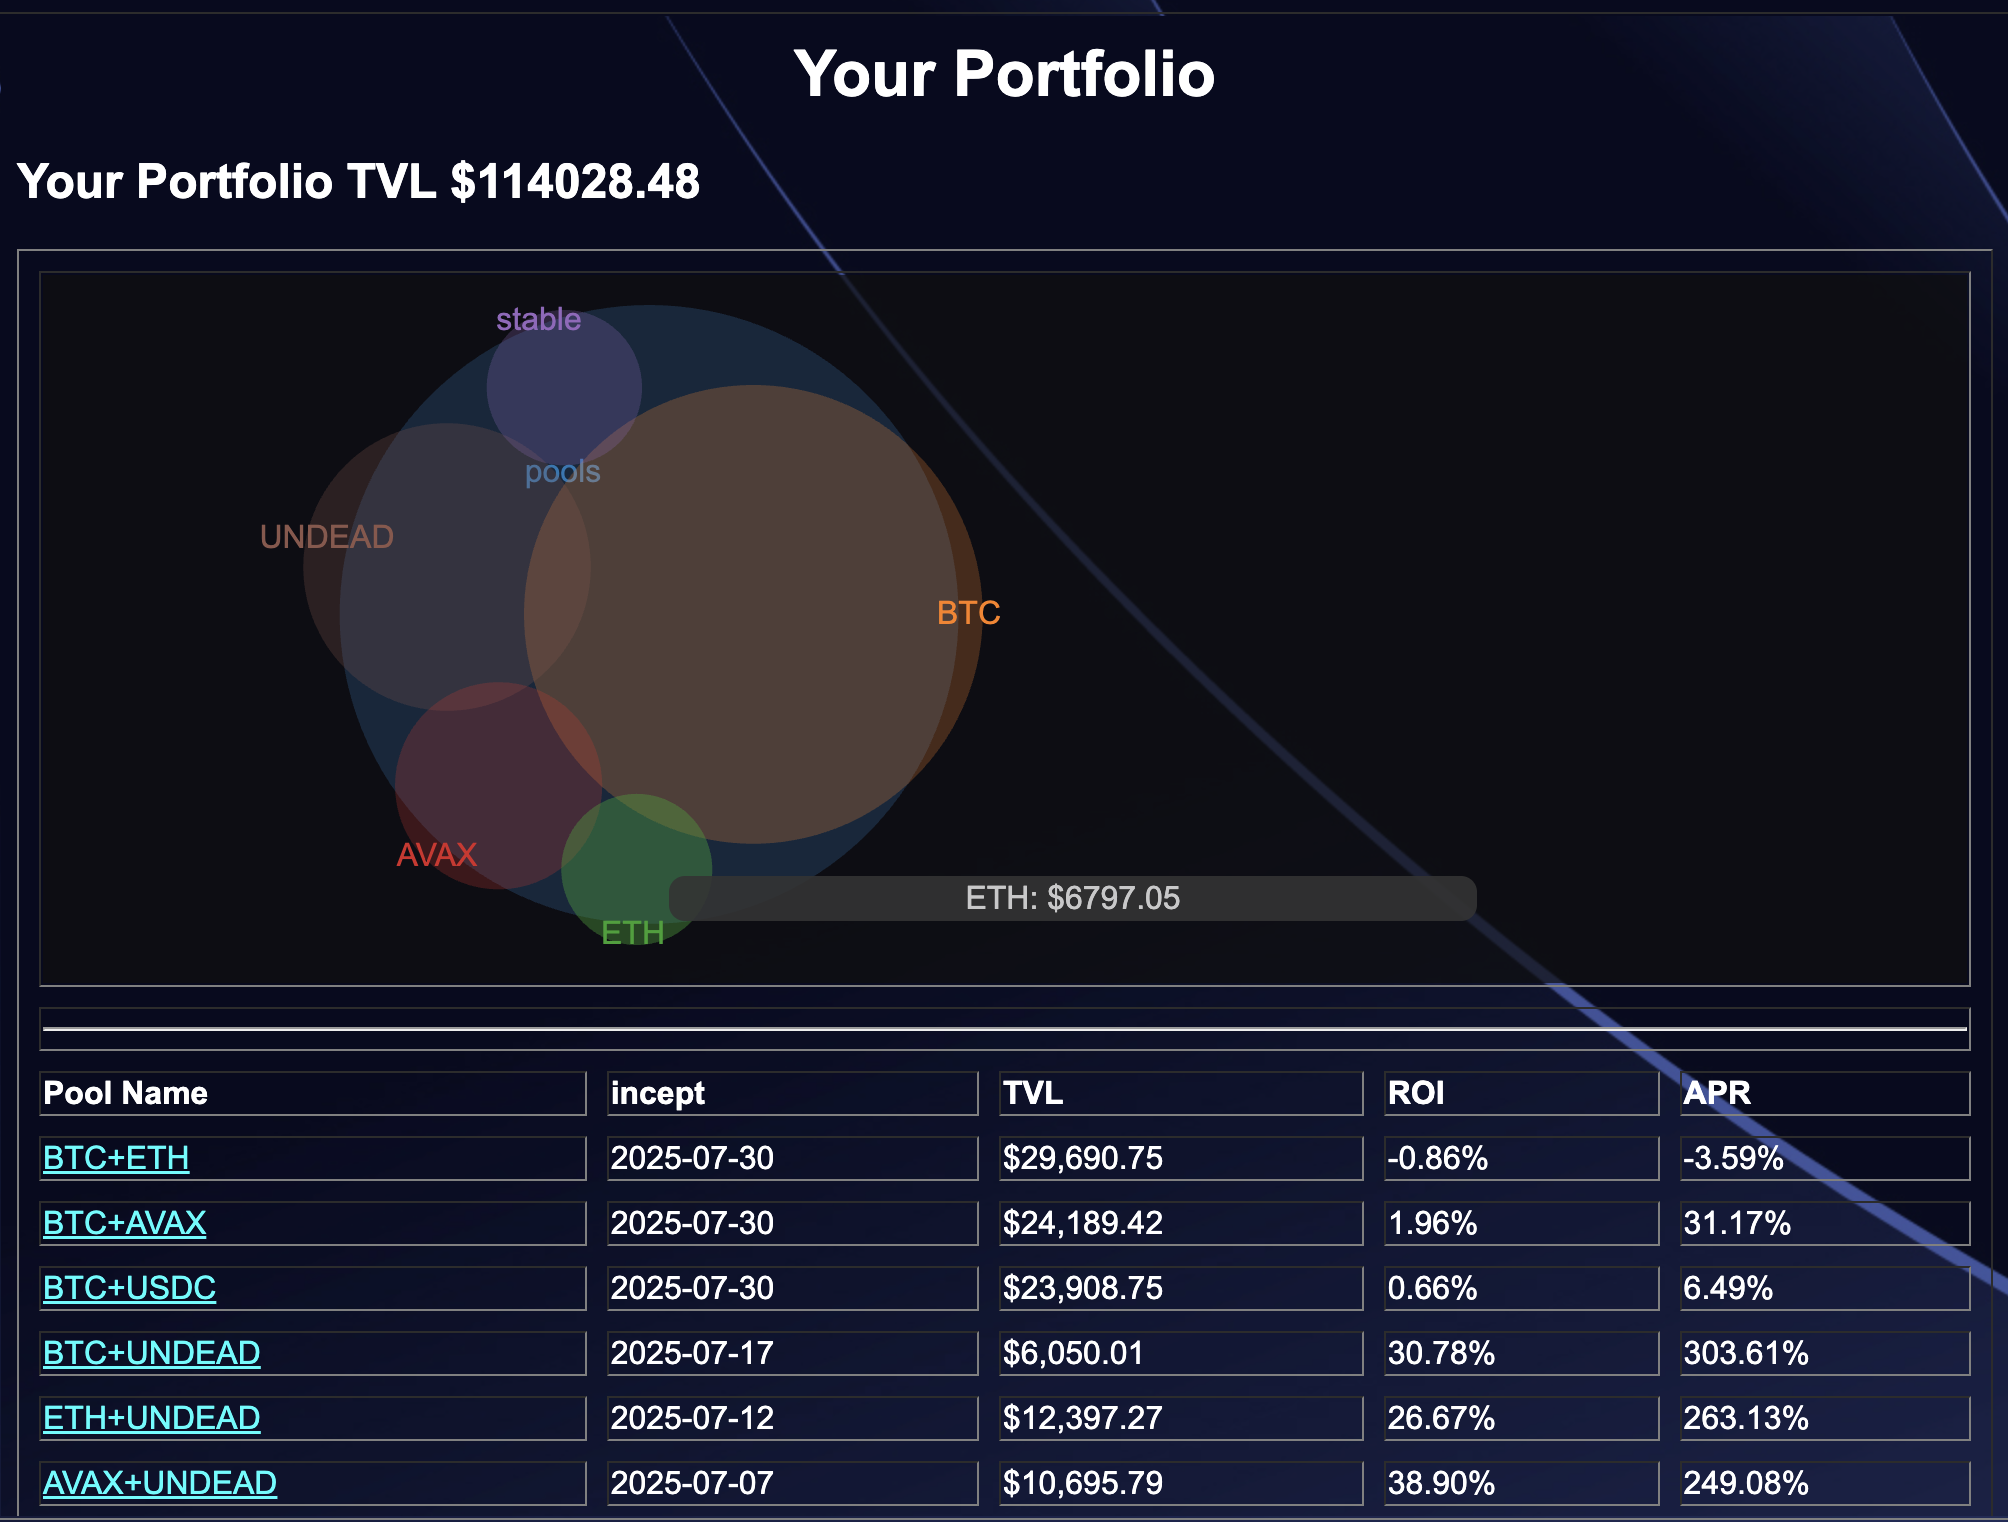 Your Portfolio
Your Portfolio TVL $114028.48
stable
pools
UNDEAD
BTC
AVAX
ETH: $6797.05
ETH
Pool Name incept TVL ROI APR
BTC+ETH 2025-07-30 $29,690.75 -0.86% -3.59%
BTC+AVAX 2025-07-30 $24,189.42 1.96% 31.17%
BTC+USDC 2025-07-30 $23,908.75 0.66% 6.49%
BTC+UNDEAD 2025-07-17 $6,050.01 30.78% 303.61%
ETH+UNDEAD 2025-07-12 $12,397.27 26.67% 263.13%
AVAX+UNDEAD 2025-07-07 $10,695.79 38.90% 249.08%